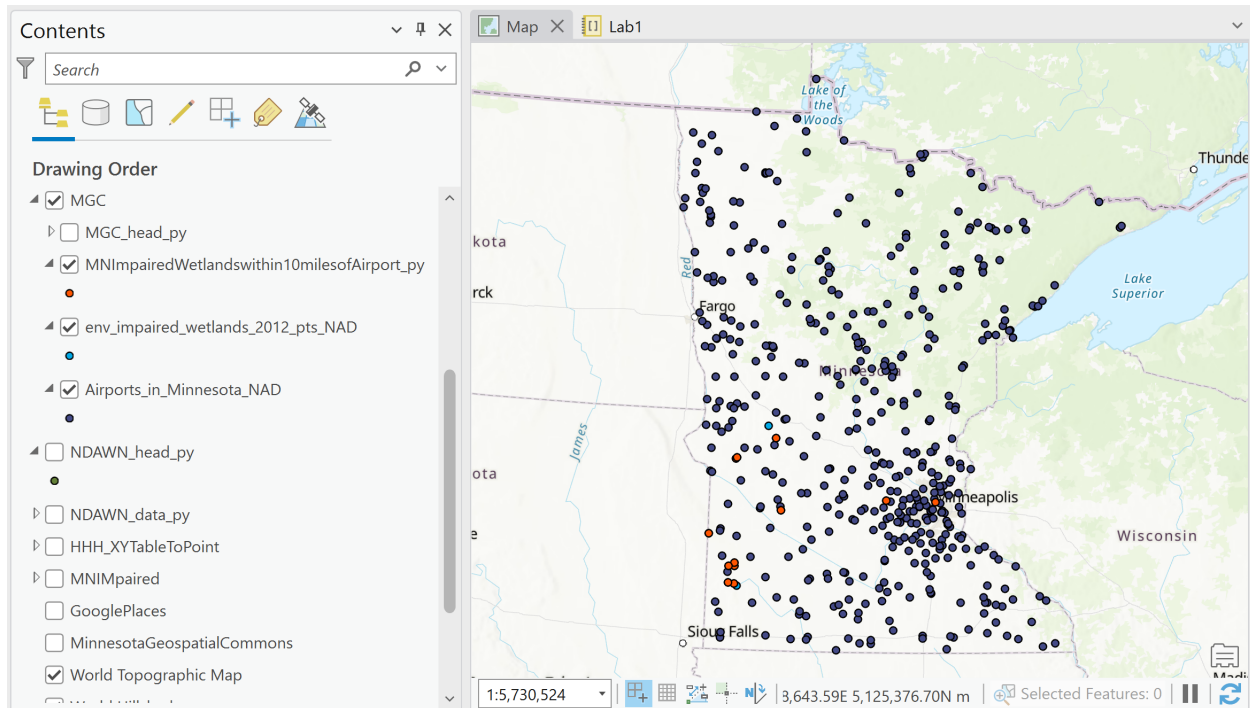 Contents
Search
Drawing Order
MGC
MGC_head_py
MNImpairedWetlandswithin10milesofAirport_py
env_impaired_wetlands_2012_pts_NAD
Airports_in_Minnesota_NAD
NDAWN_head_py
NDAWN_data_py
HHH_XYTableToPoint
MNIMpaired
GooglePlaces
MinnesotaGeospatialCommons
World Topographic Map
Map
Lab1
Lake of
the
Woods
Thunde
kota
Red
Lake
Superior
rck
Fargo
Minnesota
James
ota
inneapolis
e
Wisconsin
Sioux Falls
Madi
1:5,730,524
3,643.59E 5,125,376.70N m
Selected Features: 0